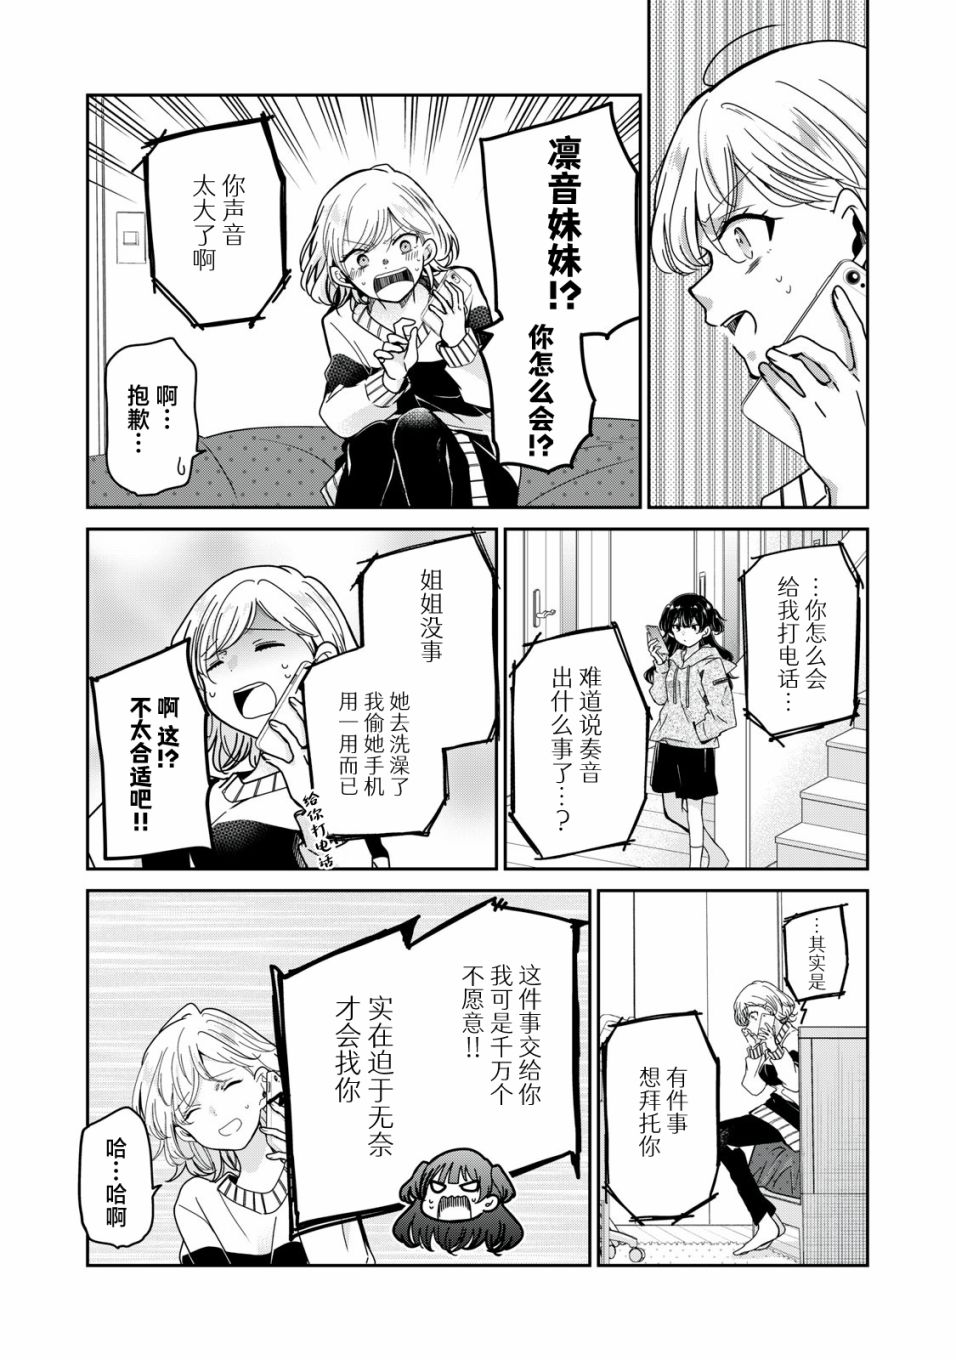 凛音妹妹!?
你怎么会!?
你声音
太大了啊
啊…
抱歉…
…你怎么会
给我打电话…
难道说奏音
出什么事了…?
姐姐没事
她去洗澡了
我偷她手机
用一用而已
给你打电话
啊 这!?
不太合适吧!!
…其实是
有件事
想拜托你
这件事交给你
我可是千万个
不愿意!!
实在迫于无奈
才会找你
哈…哈啊